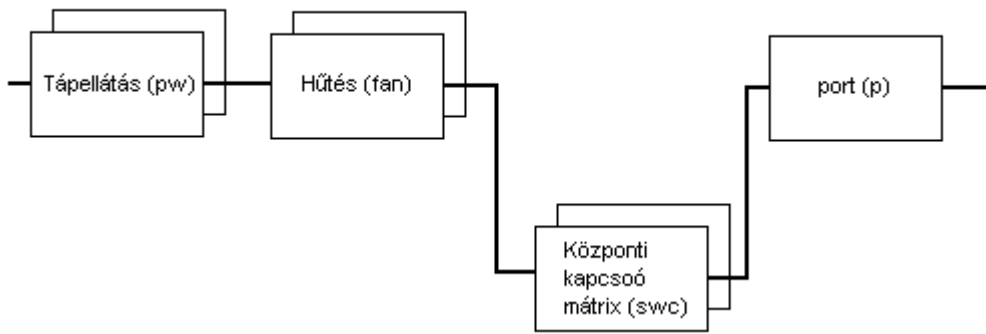 Tápellátás (pw)
Hűtés (fan)
port (p)
Központi
kapcsoó
mátrix (swc)